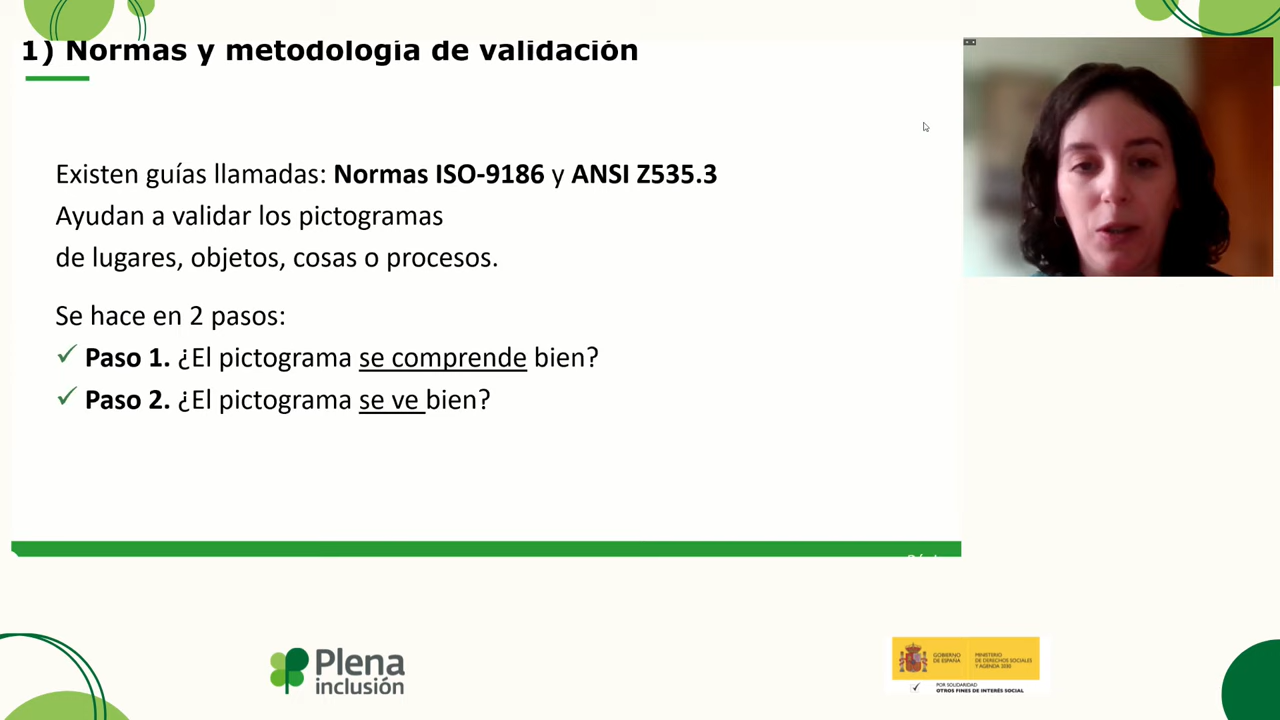 1) Normas y metodología de validación
Existen guías llamadas: Normas ISO-9186 y ANSI Z535.3
Ayudan a validar los pictogramas
de lugares, objetos, cosas o procesos.
Se hace en 2 pasos:
✓ Paso 1. ¿El pictograma se comprende bien?
✓ Paso 2. ¿El pictograma se ve bien?
Plena
inclusión
GOBIERNO
DE ESPAÑA
MINISTERIO
DE DERECHOS SOCIALES
Y AGENDA 2030
POR SOLIDARIDAD
OTROS FINES DE INTERÉS SOCIAL